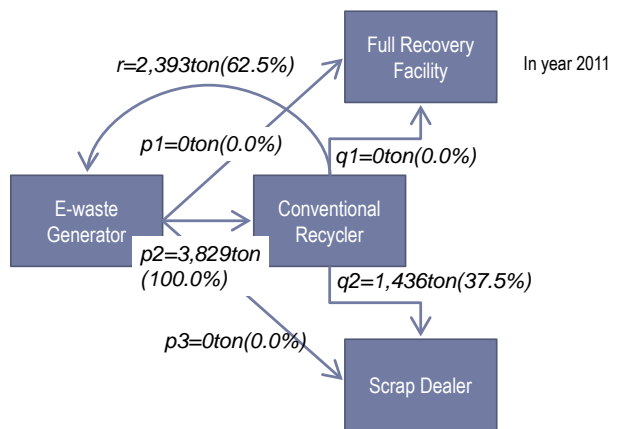 Full Recovery
Facility
In year 2011
r=2,393ton(62.5%)
p1=0ton(0.0%)
q1=0ton(0.0%)
E-waste
Generator
Conventional
Recycler
p2=3,829ton
(100.0%)
q2=1,436ton(37.5%)
p3=0ton(0.0%)
Scrap Dealer